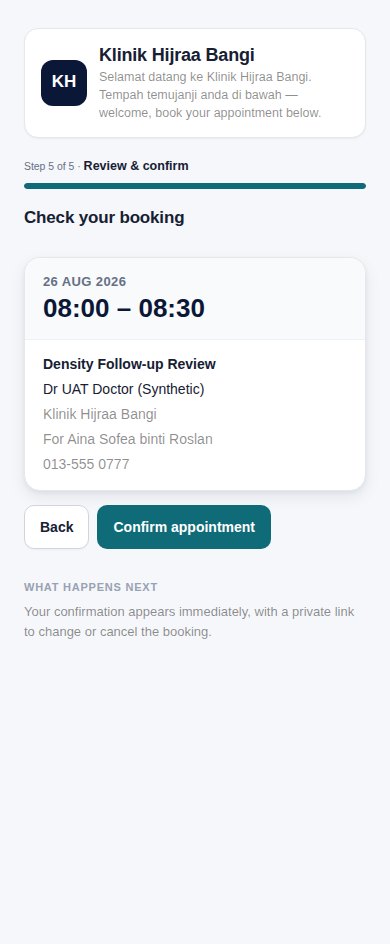 KH
Klinik Hijraa Bangi
Selamat datang ke Klinik Hijraa Bangi.
Tempah temujanji anda di bawah —
welcome, book your appointment below.
Step 5 of 5 · Review & confirm
Check your booking
26 AUG 2026
08:00 – 08:30
Density Follow-up Review
Dr UAT Doctor (Synthetic)
Klinik Hijraa Bangi
For Aina Sofea binti Roslan
013-555 0777
Back
Confirm appointment
WHAT HAPPENS NEXT
Your confirmation appears immediately, with a private link
to change or cancel the booking.